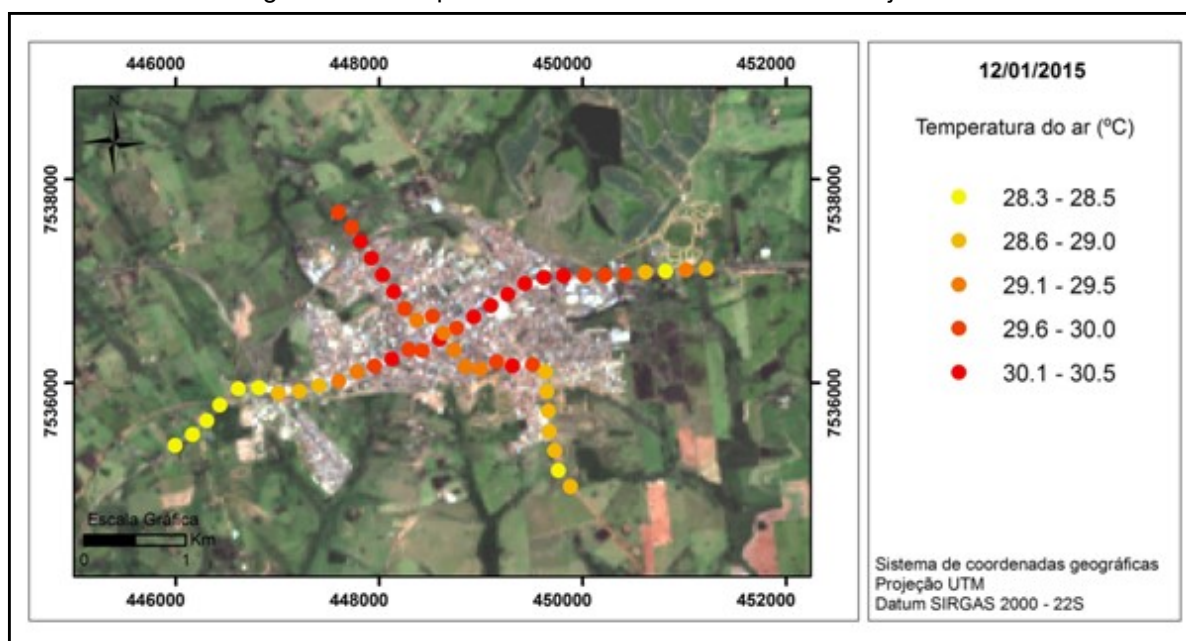 446000 448000 450000 452000
N
7538000 7538000
7536000 7536000
Escala Gráfica
Km
0 1
446000 448000 450000 452000
12/01/2015
Temperatura do ar (ºC)
28.3 - 28.5
28.6 - 29.0
29.1 - 29.5
29.6 - 30.0
30.1 - 30.5
Sistema de coordenadas geográficas
Projeção UTM
Datum SIRGAS 2000 - 22S